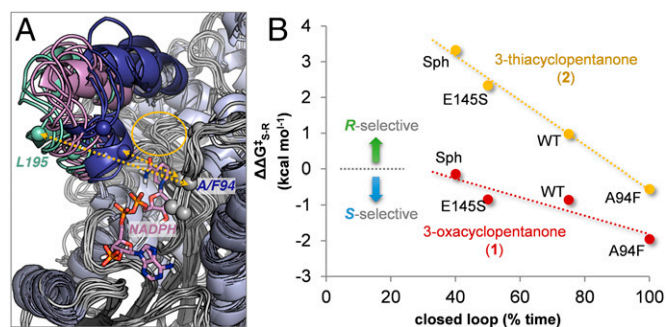 A
L195
A/F94
NADPH
B
ΔΔG‡S-R
(kcal mol⁻¹)
4
3
2
1
0
-1
-2
-3
Sph
3-thiacyclopentanone
(2)
E145S
R-selective
WT
A94F
Sph
S-selective
E145S
WT
3-oxacyclopentanone
(1)
A94F
20
40
60
80
100
closed loop (% time)